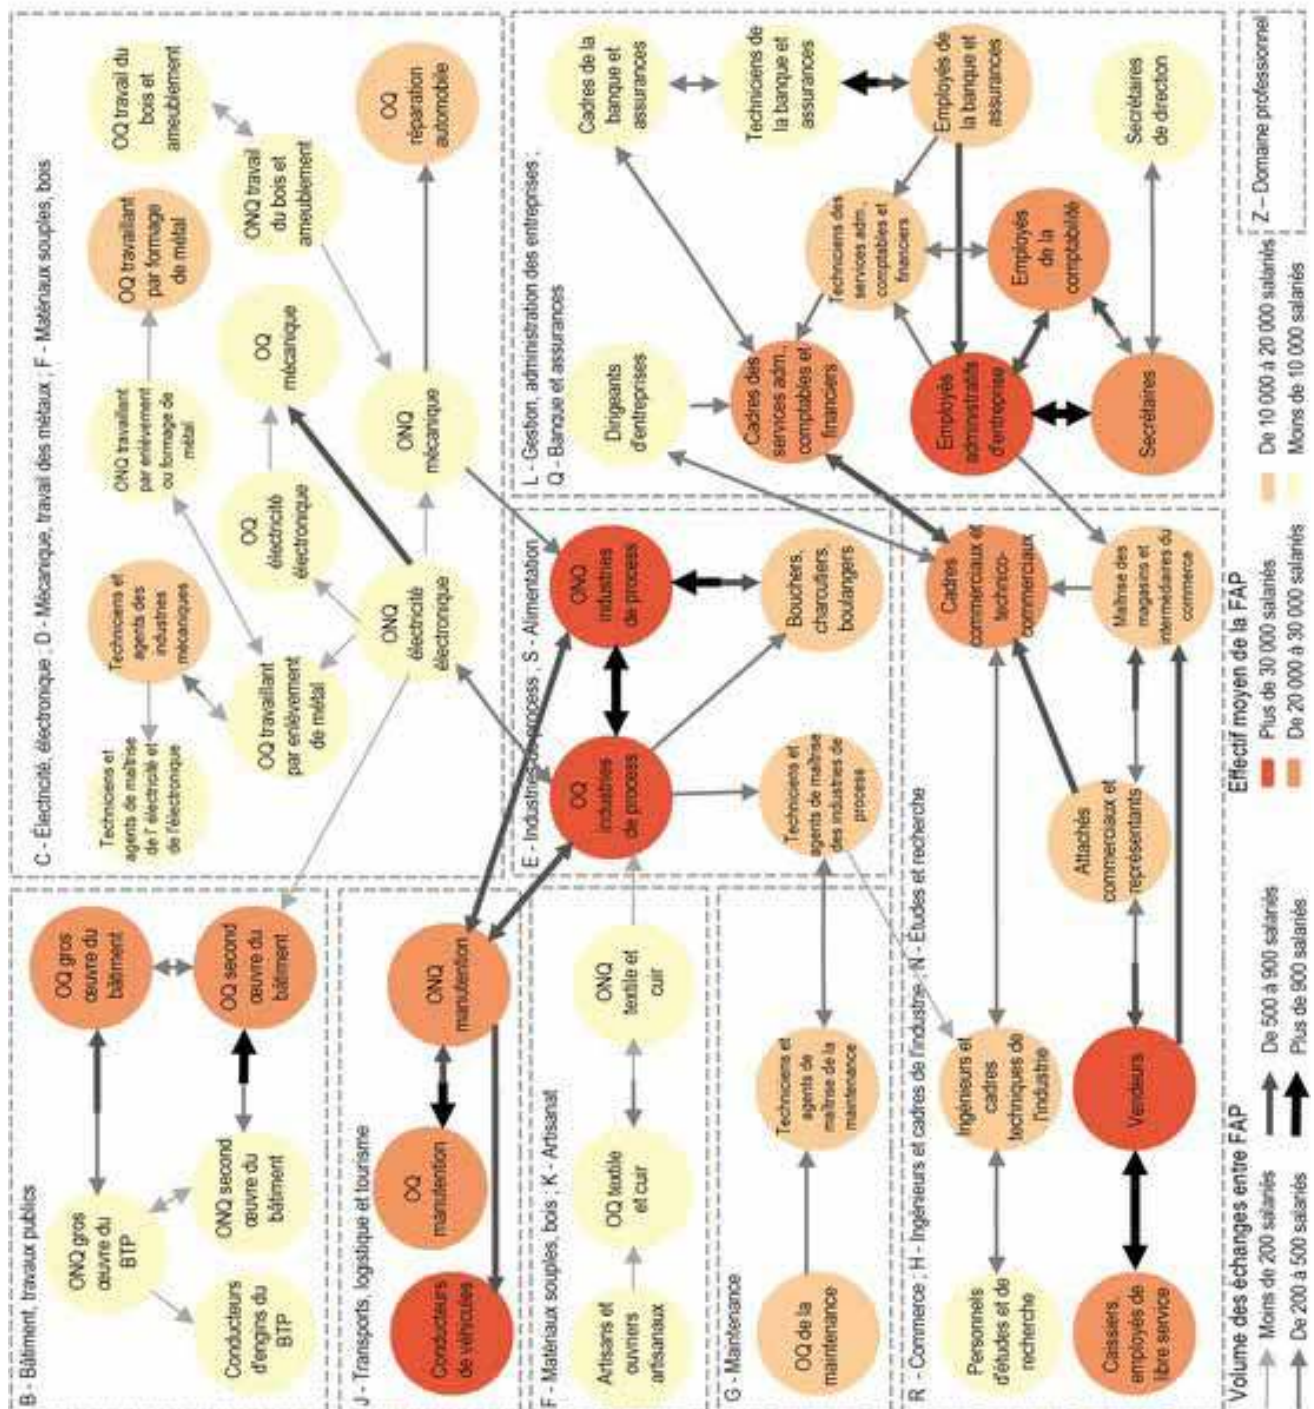 B - Bâtiment, travaux publics
ONQ gros
œuvre du
BTP
OQ gros
œuvre du
bâtiment
Conducteurs
d'engins du
BTP
ONQ second
œuvre du
bâtiment
OQ second
œuvre du
bâtiment
C - Électricité, électronique ; D - Mécanique, travail des métaux ; F - Matériaux souples, bois
Techniciens et
agents de maîtrise
de l'électricité et
de l'électronique
Techniciens et
agents des
industries
mécaniques
ONQ travaillant
par enlèvement
ou formage de
métal
OQ travaillant
par formage
de métal
OQ travail du
bois et
ameublement
OQ travaillant
par enlèvement
de métal
OQ
électricité
électronique
OQ
mécanique
ONQ travail
du bois et
ameublement
ONQ
électricité
électronique
ONQ
mécanique
OQ
réparation
automobile
J - Transports, logistique et tourisme
Conducteurs
de véhicules
OQ
manutention
ONQ
manutention
E - Industries de process ; S - Alimentation
OQ
industries
de process
ONQ
industries
de process
Techniciens et
agents de maîtrise
des industries de
process
Bouchers,
charcutiers,
boulangers
F - Matériaux souples, bois ; K - Artisanat
Artisans et
ouvriers
artisanaux
OQ textile
et cuir
ONQ
textile et
cuir
G - Maintenance
OQ de la
maintenance
Techniciens et
agents de
maîtrise de la
maintenance
L - Gestion, administration des entreprises ;
Q - Banque et assurances
Dirigeants
d'entreprises
Cadres de la
banque et
assurances
Cadres des
services adm.,
comptables et
financiers
Techniciens de
la banque et
assurances
Techniciens des
services adm.,
comptables et
financiers
Employés de
la banque et
assurances
Employés
administratifs
d'entreprise
Employés
de la
comptabilité
Secrétaires
Secrétaires
de direction
R - Commerce ; H - Ingénieurs et cadres de l'industrie ; N - Études et recherche
Personnels
d'études et de
recherche
Ingénieurs et
cadres
techniques de
l'industrie
Cadres
commerciaux et
technico-
commerciaux
Caissiers,
employés de
libre service
Vendeurs
Attachés
commerciaux et
représentants
Maîtrise des
magasins et
intermédiaires du
commerce
Z – Domaine professionnel
Volume des échanges entre FAP
Moins de 200 salariés
De 200 à 500 salariés
De 500 à 900 salariés
Plus de 900 salariés
Effectif moyen de la FAP
Plus de 30 000 salariés
De 20 000 à 30 000 salariés
De 10 000 à 20 000 salariés
Moins de 10 000 salariés